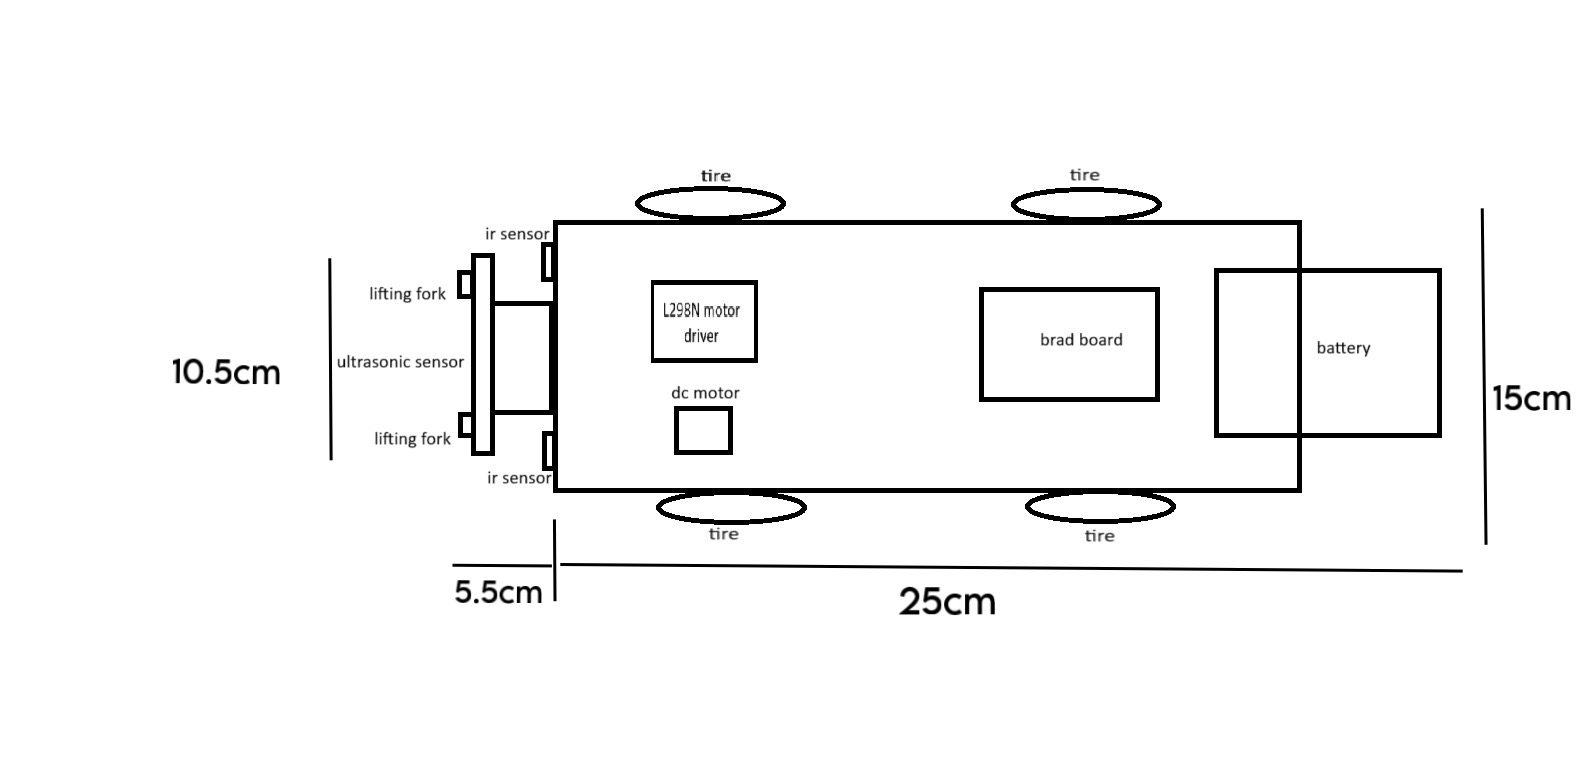 tire
tire
ir sensor
lifting fork
L298N motor
driver
brad board
battery
ultrasonic sensor
10.5cm
dc motor
15cm
lifting fork
ir sensor
tire
tire
5.5cm
25cm